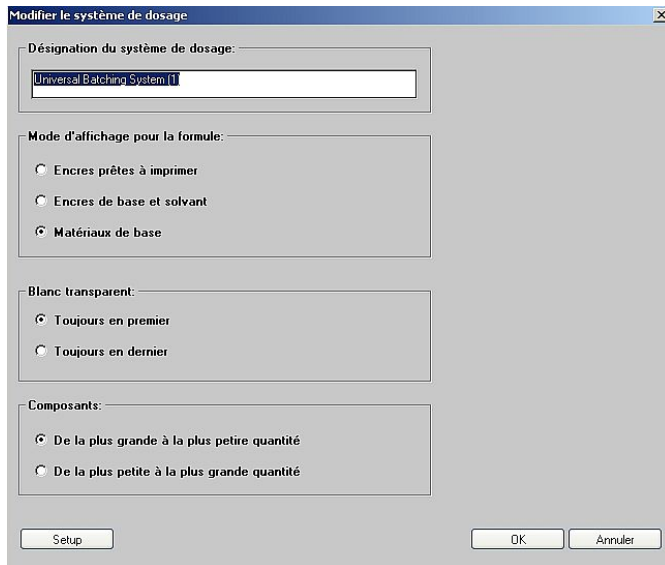 Modifier le système de dosage
Désignation du système de dosage:
Universal Batching System (1)
Mode d'affichage pour la formule:
Encres prêtes à imprimer
Encres de base et solvant
Matériaux de base
Blanc transparent:
Toujours en premier
Toujours en dernier
Composants:
De la plus grande à la plus petire quantité
De la plus petite à la plus grande quantité
Setup
OK
Annuler